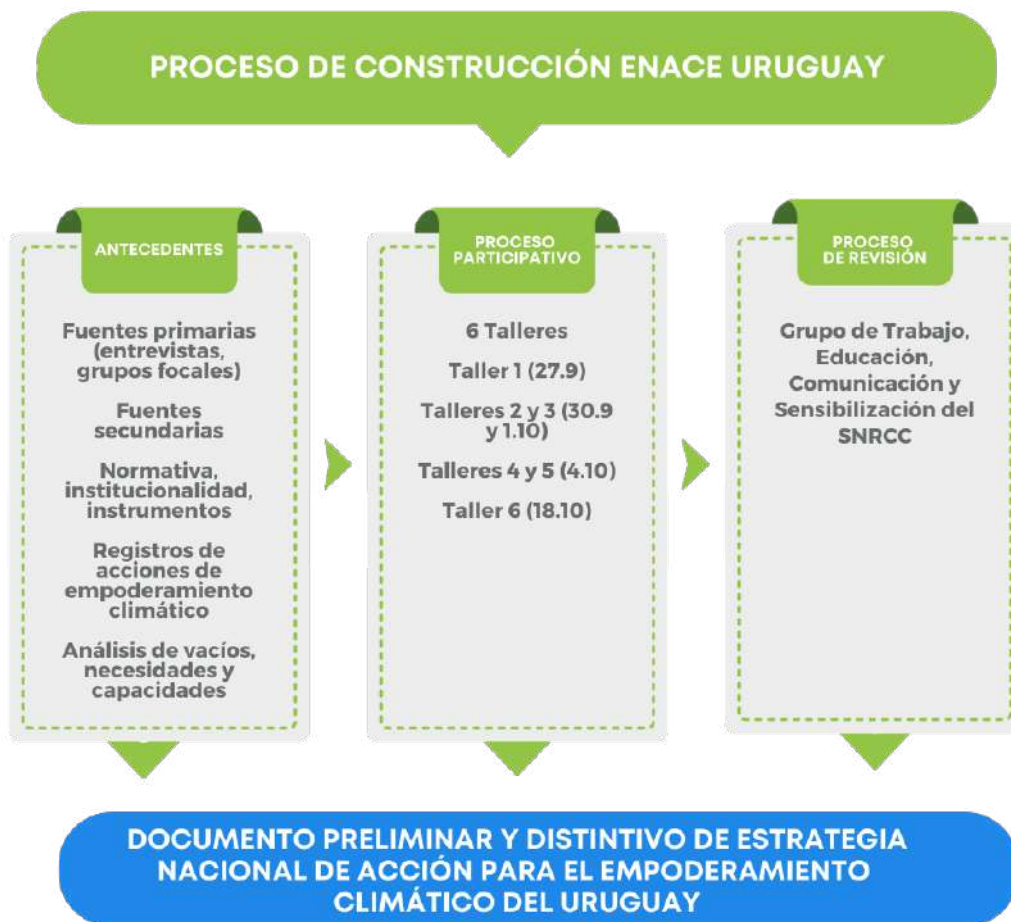 PROCESO DE CONSTRUCCIÓN ENACE URUGUAY
ANTECEDENTES
Fuentes primarias
(entrevistas,
grupos focales)
Fuentes
secundarias
Normativa,
institucionalidad,
instrumentos
Registros de
acciones de
empoderamiento
climático
Análisis de vacíos,
necesidades y
capacidades
PROCESO
PARTICIPATIVO
6 Talleres
Taller 1 (27.9)
Talleres 2 y 3 (30.9
y 1.10)
Talleres 4 y 5 (4.10)
Taller 6 (18.10)
PROCESO
DE REVISIÓN
Grupo de Trabajo,
Educación,
Comunicación y
Sensibilización del
SNRCC
DOCUMENTO PRELIMINAR Y DISTINTIVO DE ESTRATEGIA
NACIONAL DE ACCIÓN PARA EL EMPODERAMIENTO
CLIMÁTICO DEL URUGUAY